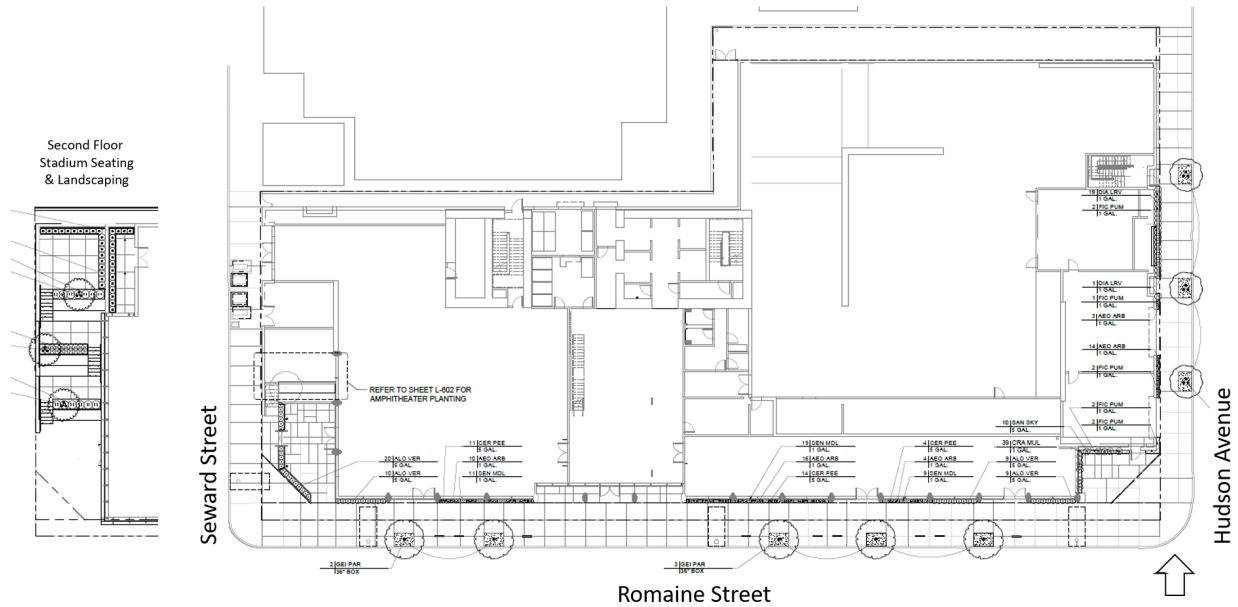 Second Floor
Stadium Seating
& Landscaping
Seward Street
REFER TO SHEET L-602 FOR
AMPHITHEATER PLANTING
20 ALO VER
5 GAL.
10 ALO VER
5 GAL.
11 CER PEE
5 GAL.
10 AEO ARB
1 GAL.
11 DEN MDL
1 GAL.
19 DEN MDL
1 GAL.
16 AEO ARB
1 GAL.
14 CER PEE
5 GAL.
4 CER PEE
5 GAL.
4 AEO ARB
1 GAL.
9 DEN MDL
1 GAL.
10 SAN SKY
5 GAL.
39 CRA MUL
1 GAL.
9 ALO VER
5 GAL.
9 ALO VER
5 GAL.
19 DIA LRV
1 GAL.
2 FIC PUM
1 GAL.
1 DIA LRV
1 GAL.
1 FIC PUM
1 GAL.
3 AEO ARB
1 GAL.
14 AEO ARB
1 GAL.
2 FIC PUM
1 GAL.
2 FIC PUM
1 GAL.
2 FIC PUM
1 GAL.
2 GEI PAR
36" BOX
3 GEI PAR
36" BOX
Romaine Street
Hudson Avenue